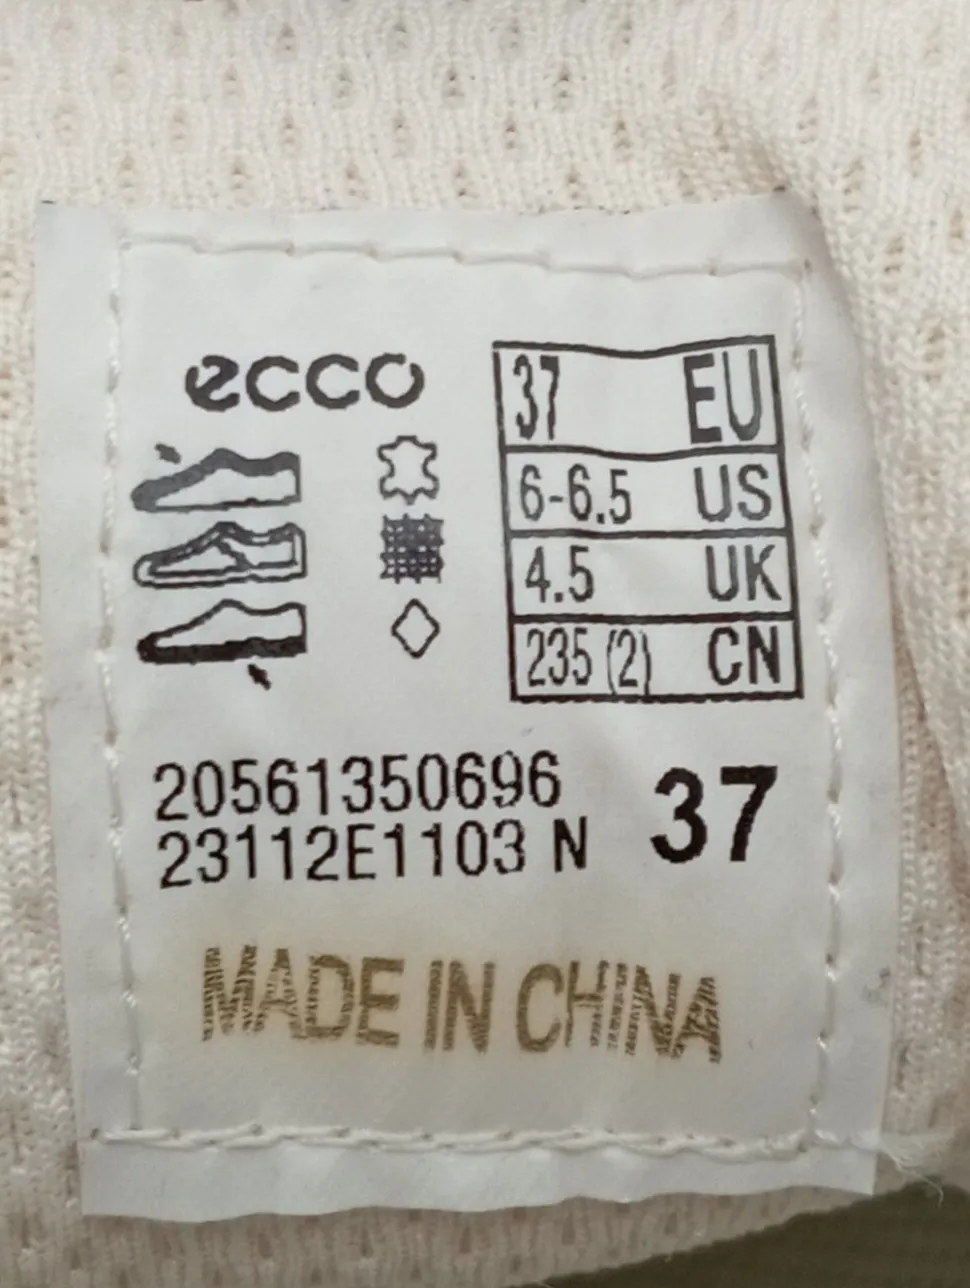 ecco
37 EU
6-6.5 US
4.5 UK
235 (2) CN
20561350696
23112E1103 N
37
MADE IN CHINA